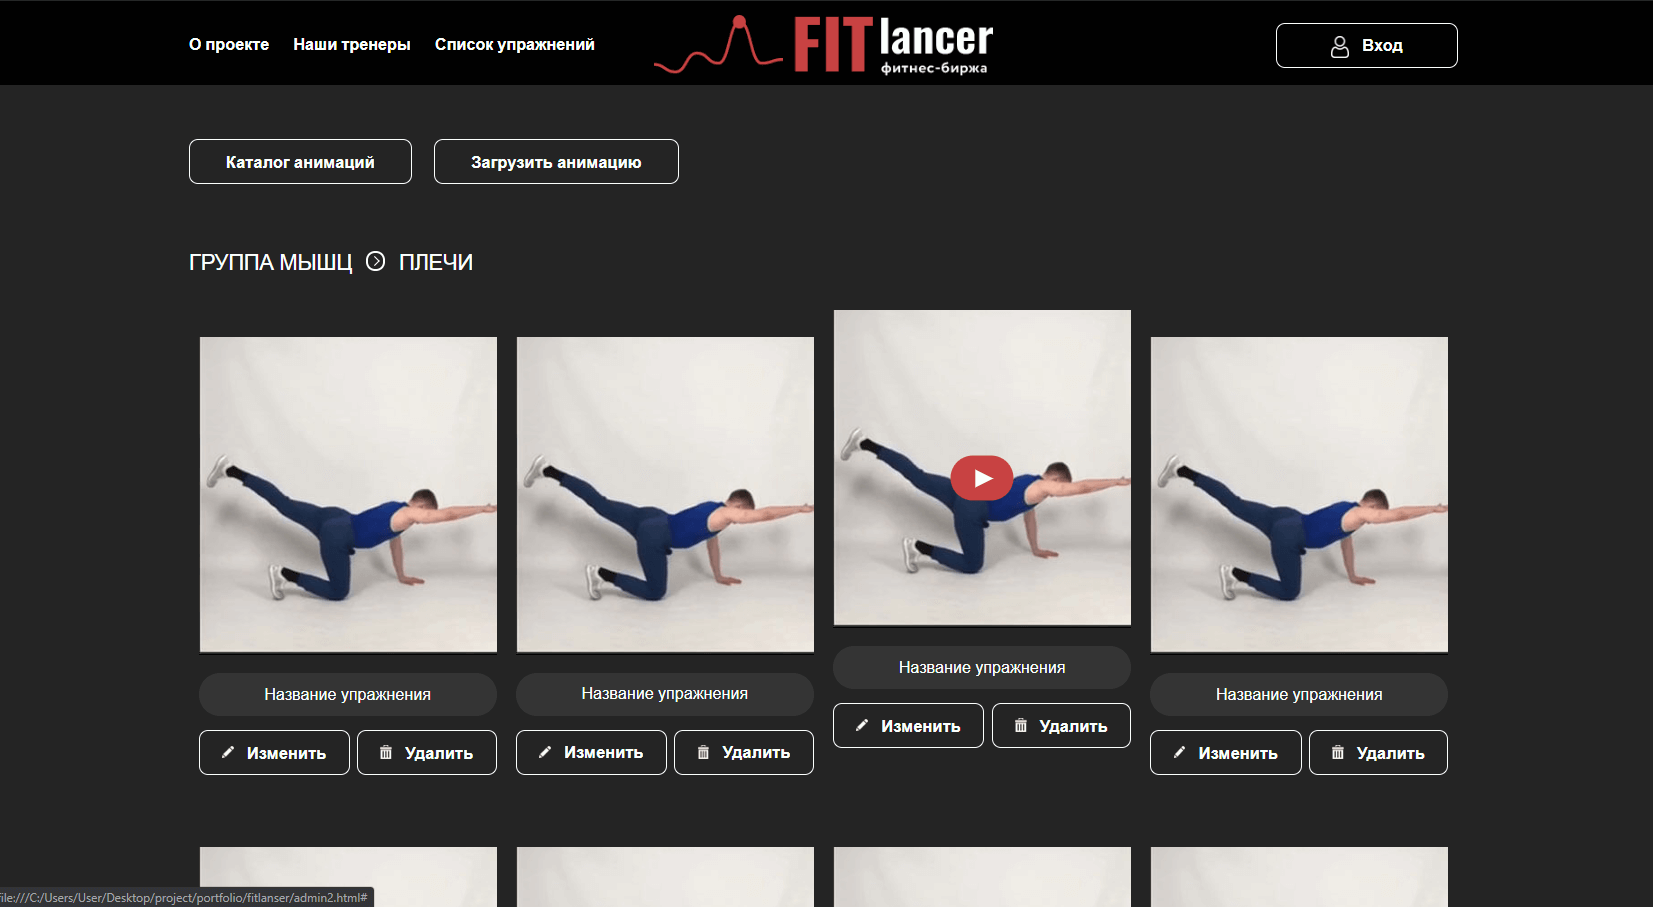 О проекте Наши тренеры Список упражнений
FIT lancer
фитнес-биржа
Вход
Каталог анимаций Загрузить анимацию
ГРУППА МЫШЦ ПЛЕЧИ
Название упражнения Название упражнения Название упражнения Название упражнения
Изменить Удалить Изменить Удалить Изменить Удалить Изменить Удалить
file:///C:/Users/User/Desktop/project/portfolio/fitlanser/admin2.html#